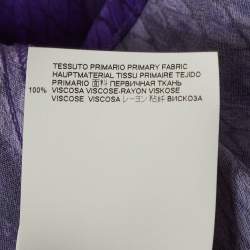 TESSUTO PRIMARIO PRIMARY FABRIC
HAUPTMATERIAL TISSU PRIMAIRE TEJIDO
PRIMARIO 面料 ПЕРВИЧНАЯ ТКАНЬ
100% VISCOSA VISCOSE-RAYON VISKOSE
VISCOSE VISCOSA レーヨン 粘纤 ВИСКОЗА